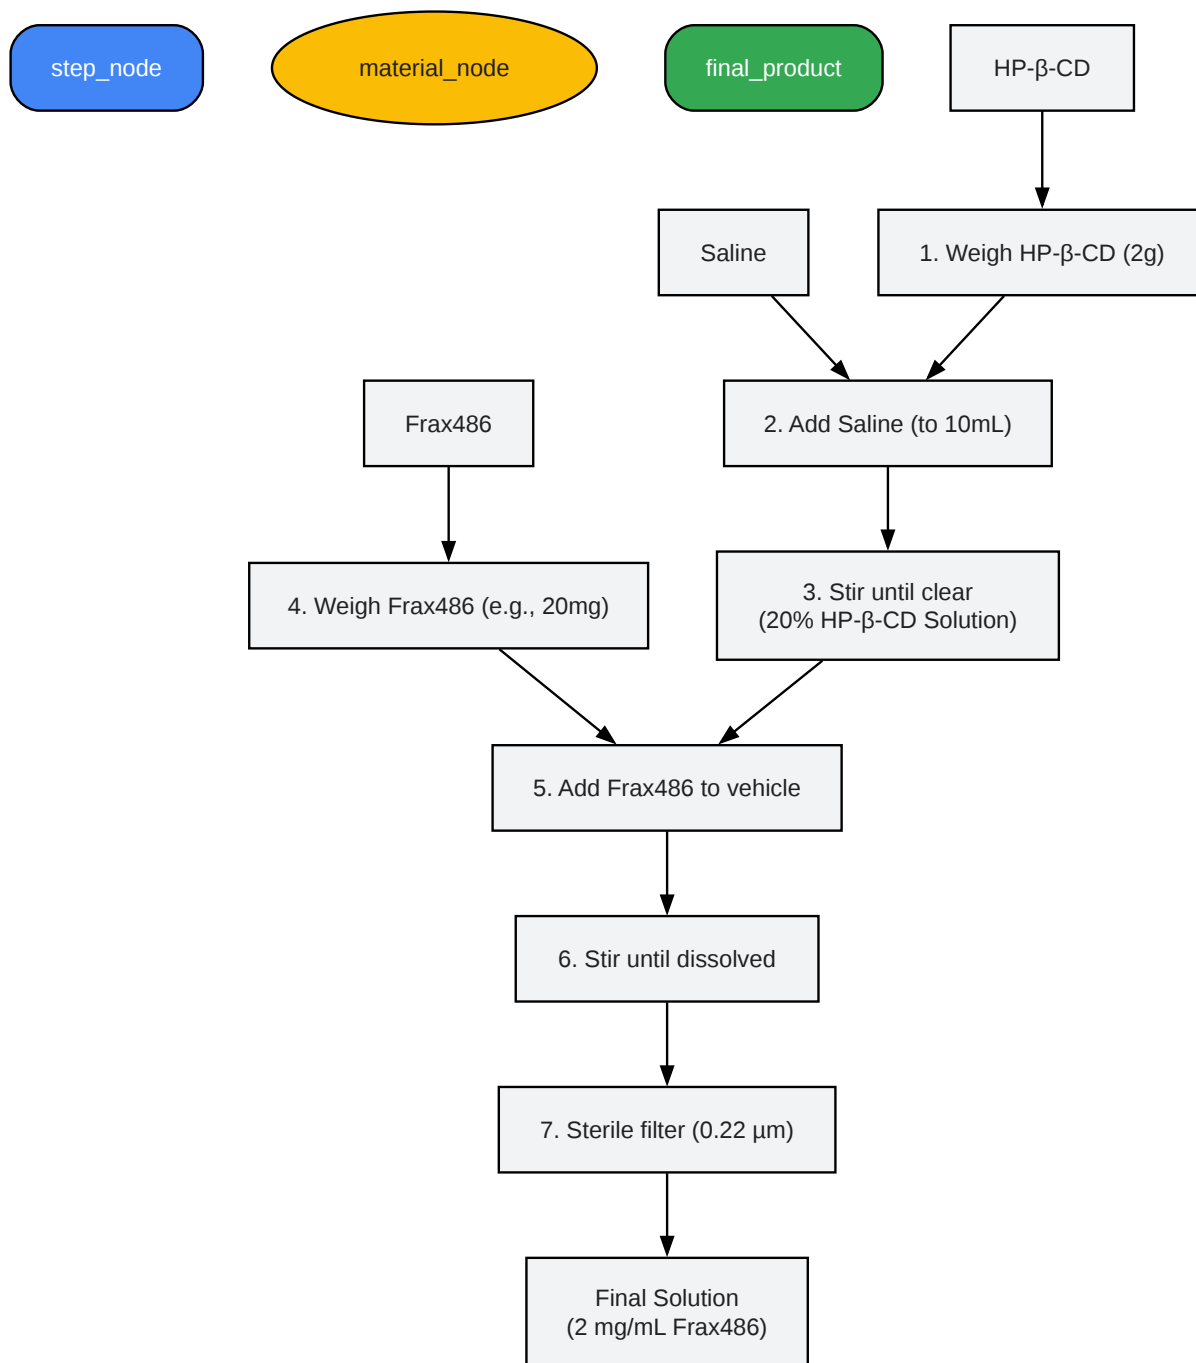 step_node
material_node
final_product
HP-β-CD
Saline
1. Weigh HP-β-CD (2g)
Frax486
2. Add Saline (to 10mL)
4. Weigh Frax486 (e.g., 20mg)
3. Stir until clear
(20% HP-β-CD Solution)
5. Add Frax486 to vehicle
6. Stir until dissolved
7. Sterile filter (0.22 µm)
Final Solution
(2 mg/mL Frax486)